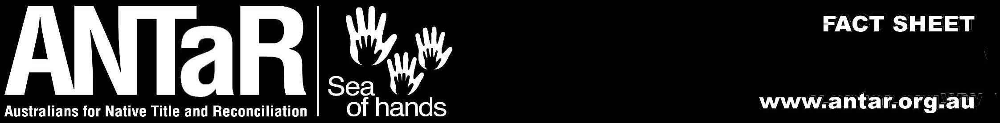 ANTaR
Australians for Native Title and Reconciliation
Sea
of hands
FACT SHEET
www.antar.org.au